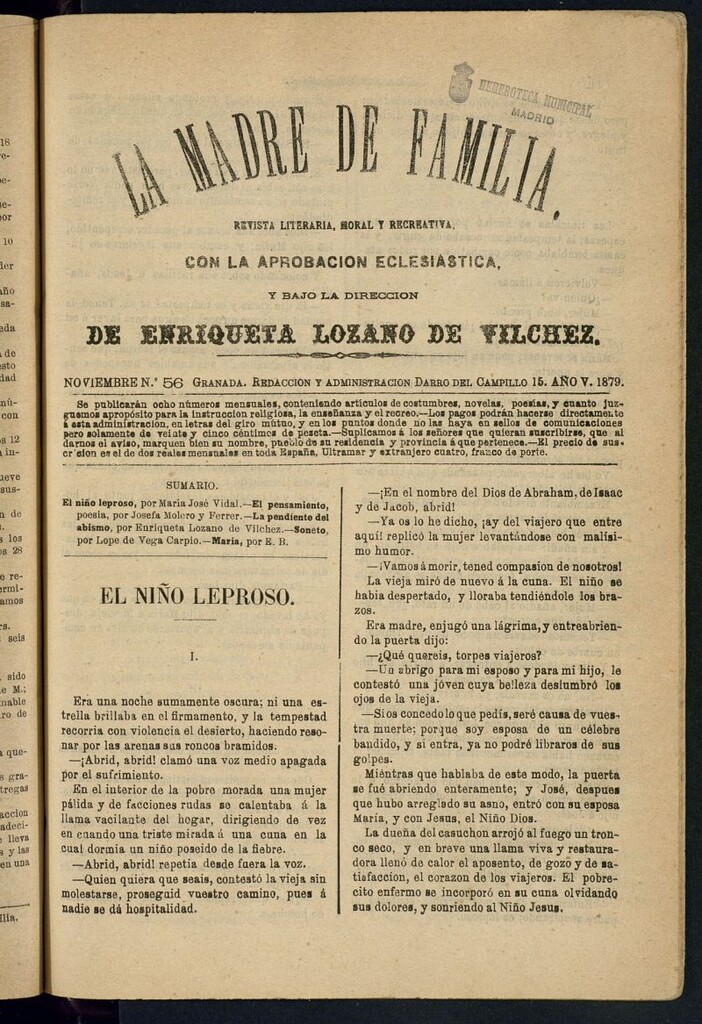 HEMEROTECA MUNICIPAL
MADRID
LA MADRE DE FAMILIA.
REVISTA LITERARIA, MORAL Y RECREATIVA,
CON LA APROBACION ECLESIÁSTICA,
Y BAJO LA DIRECCION
DE ENRIQUETA LOZANO DE VILCHEZ.
NOVIEMBRE N.º 56 GRANADA. REDACCION Y ADMINISTRACION DARRO DEL CAMPILLO 15. AÑO V. 1879.
Se publicarán ocho números mensuales, conteniendo artículos de costumbres, novelas, poesías, y cuanto juz-
guemos apropósito para la instruccion religiosa, la enseñanza y el recreo.—Los pagos podrán hacerse directamente
á esta administracion, en letras del giro mútuo, y en los puntos donde no las haya en sellos de comunicaciones
pero solamente de veinte y cinco céntimos de peseta.—Suplicamos á los señores que quieran suscribirse, que al
darnos el aviso, marquen bien su nombre, pueblo de su residencia y provincia á que pertenece.—El precio de sus-
cricion es el de dos reales mensuales en toda España, Ultramar y extranjero cuatro, franco de porte.
SUMARIO.
El niño leproso, por Maria José Vidal.—El pensamiento,
poesia, por Josefa Molero y Ferrer.—La pendiente del
abismo, por Enriqueta Lozano de Vilchez.—Soneto,
por Lope de Vega Carpio.—Maria, por E. B.
EL NIÑO LEPROSO.
I.
Era una noche sumamente oscura; ni una es-
trella brillaba en el firmamento, y la tempestad
recorria con violencia el desierto, haciendo reso-
nar por las arenas sus roncos bramidos.
—¡Abrid, abrid! clamó una voz medio apagada
por el sufrimiento.
En el interior de la pobre morada una mujer
pálida y de facciones rudas se calentaba á la
llama vacilante del hogar, dirigiendo de vez
en cuando una triste mirada á una cuna en la
cual dormia un niño poseido de la fiebre.
—Abrid, abrid! repetia desde fuera la voz.
—Quien quiera que seais, contestó la vieja sin
molestarse, proseguid vuestro camino, pues á
nadie se dá hospitalidad.
—¡En el nombre del Dios de Abraham, de Isaac
y de Jacob, abrid!
—Ya os lo he dicho, ¡ay del viajero que entre
aquí! replicó la mujer levantándose con malísi-
mo humor.
—¡Vamos á morir, tened compasion de nosotros!
La vieja miró de nuevo á la cuna. El niño se
habia despertado, y lloraba tendiéndole los bra-
zos.
Era madre, enjugó una lágrima, y entreabrien-
do la puerta dijo:
—¿Qué quereis, torpes viajeros?
—Un abrigo para mi esposo y para mi hijo, le
contestó una jóven cuya belleza deslumbró los
ojos de la vieja.
—Si os concedo lo que pedís, seré causa de vues-
tra muerte; porque soy esposa de un célebre
bandido, y si entra, ya no podré libraros de sus
golpes.
Miéntras que hablaba de este modo, la puerta
se fué abriendo enteramente; y José, despues
que hubo arreglado su asno, entró con su esposa
María, y con Jesus, el Niño Dios.
La dueña del casuchon arrojó al fuego un tron-
co seco, y en breve una llama viva y restaura-
dora llenó de calor el aposento, de gozo y de sa-
tisfaccion, el corazon de los viajeros. El pobre-
cito enfermo se incorporó en su cuna olvidando
sus dolores, y sonriendo al Niño Jesus.